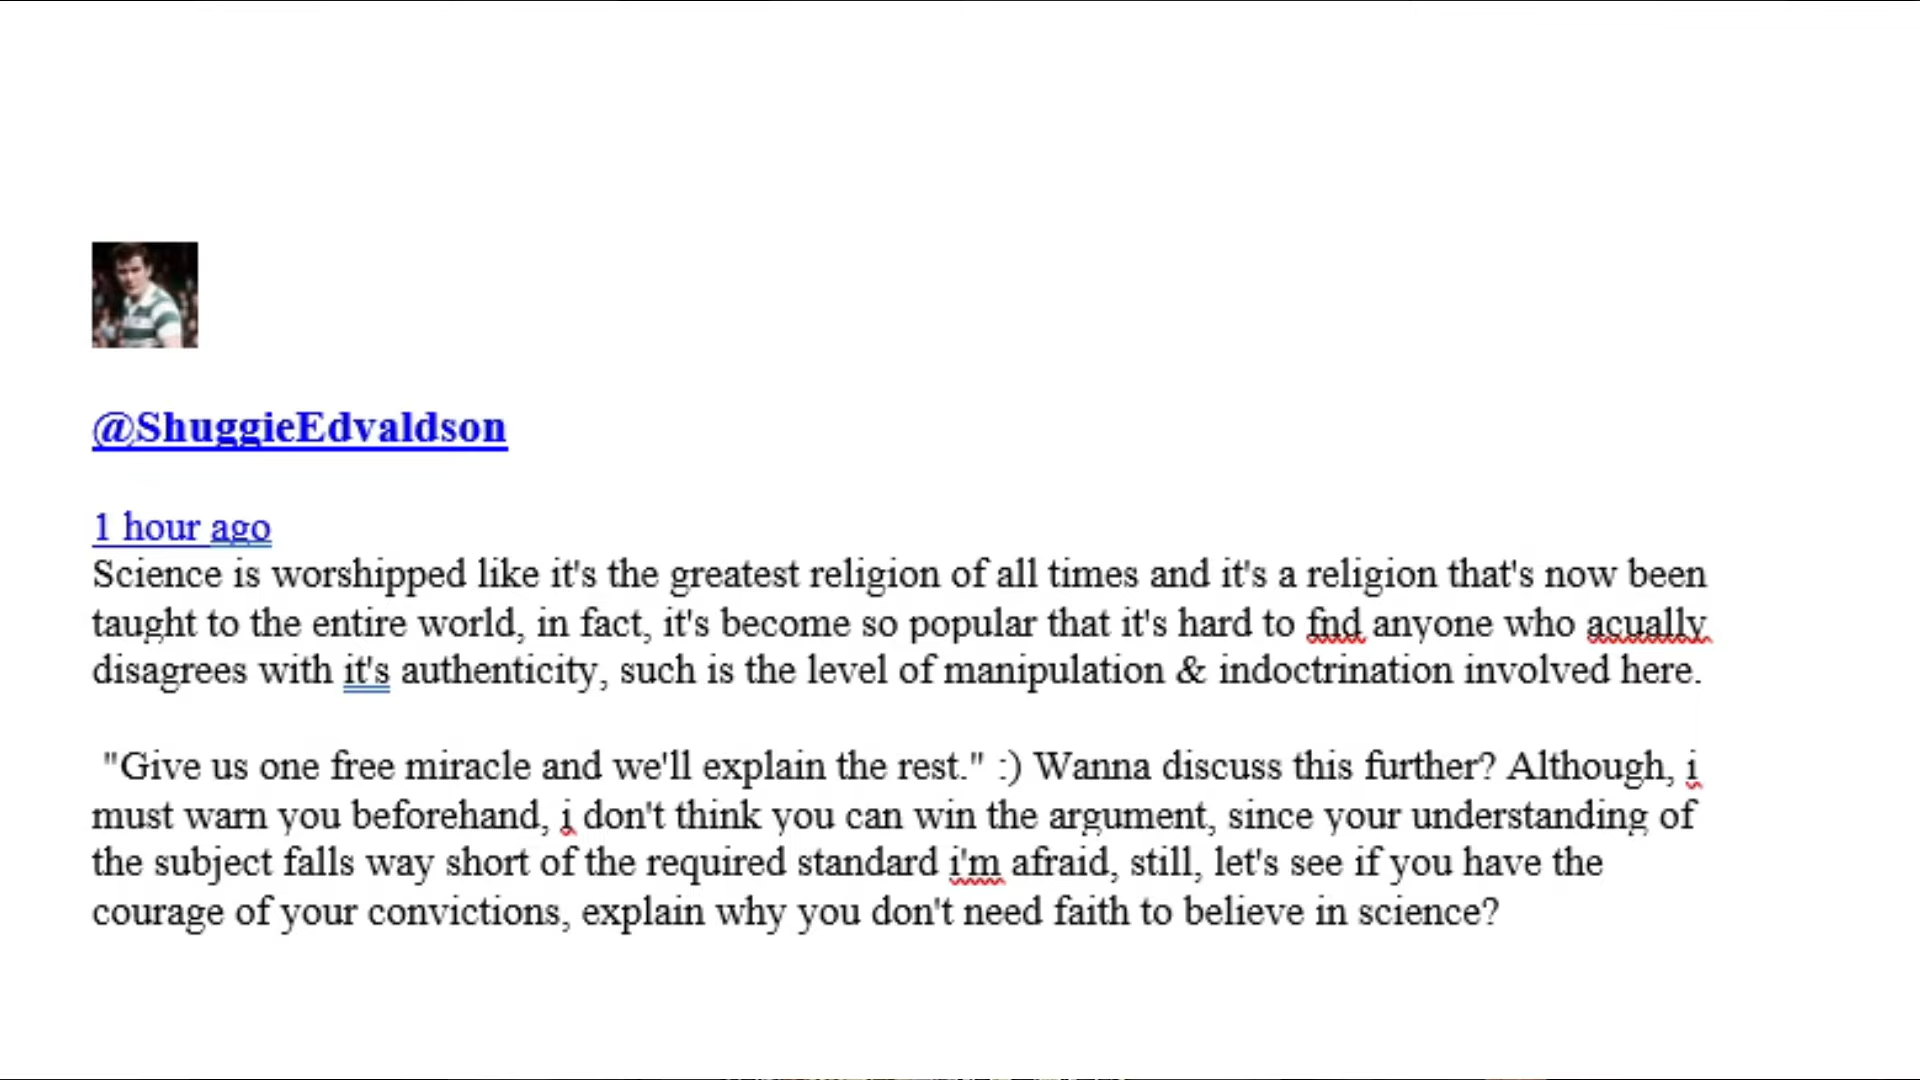 @ShuggieEdvaldson
1 hour ago
Science is worshipped like it's the greatest religion of all times and it's a religion that's now been
taught to the entire world, in fact, it's become so popular that it's hard to fnd anyone who acually
disagrees with it's authenticity, such is the level of manipulation & indoctrination involved here.
"Give us one free miracle and we'll explain the rest." :) Wanna discuss this further? Although, i
must warn you beforehand, i don't think you can win the argument, since your understanding of
the subject falls way short of the required standard i'm afraid, still, let's see if you have the
courage of your convictions, explain why you don't need faith to believe in science?